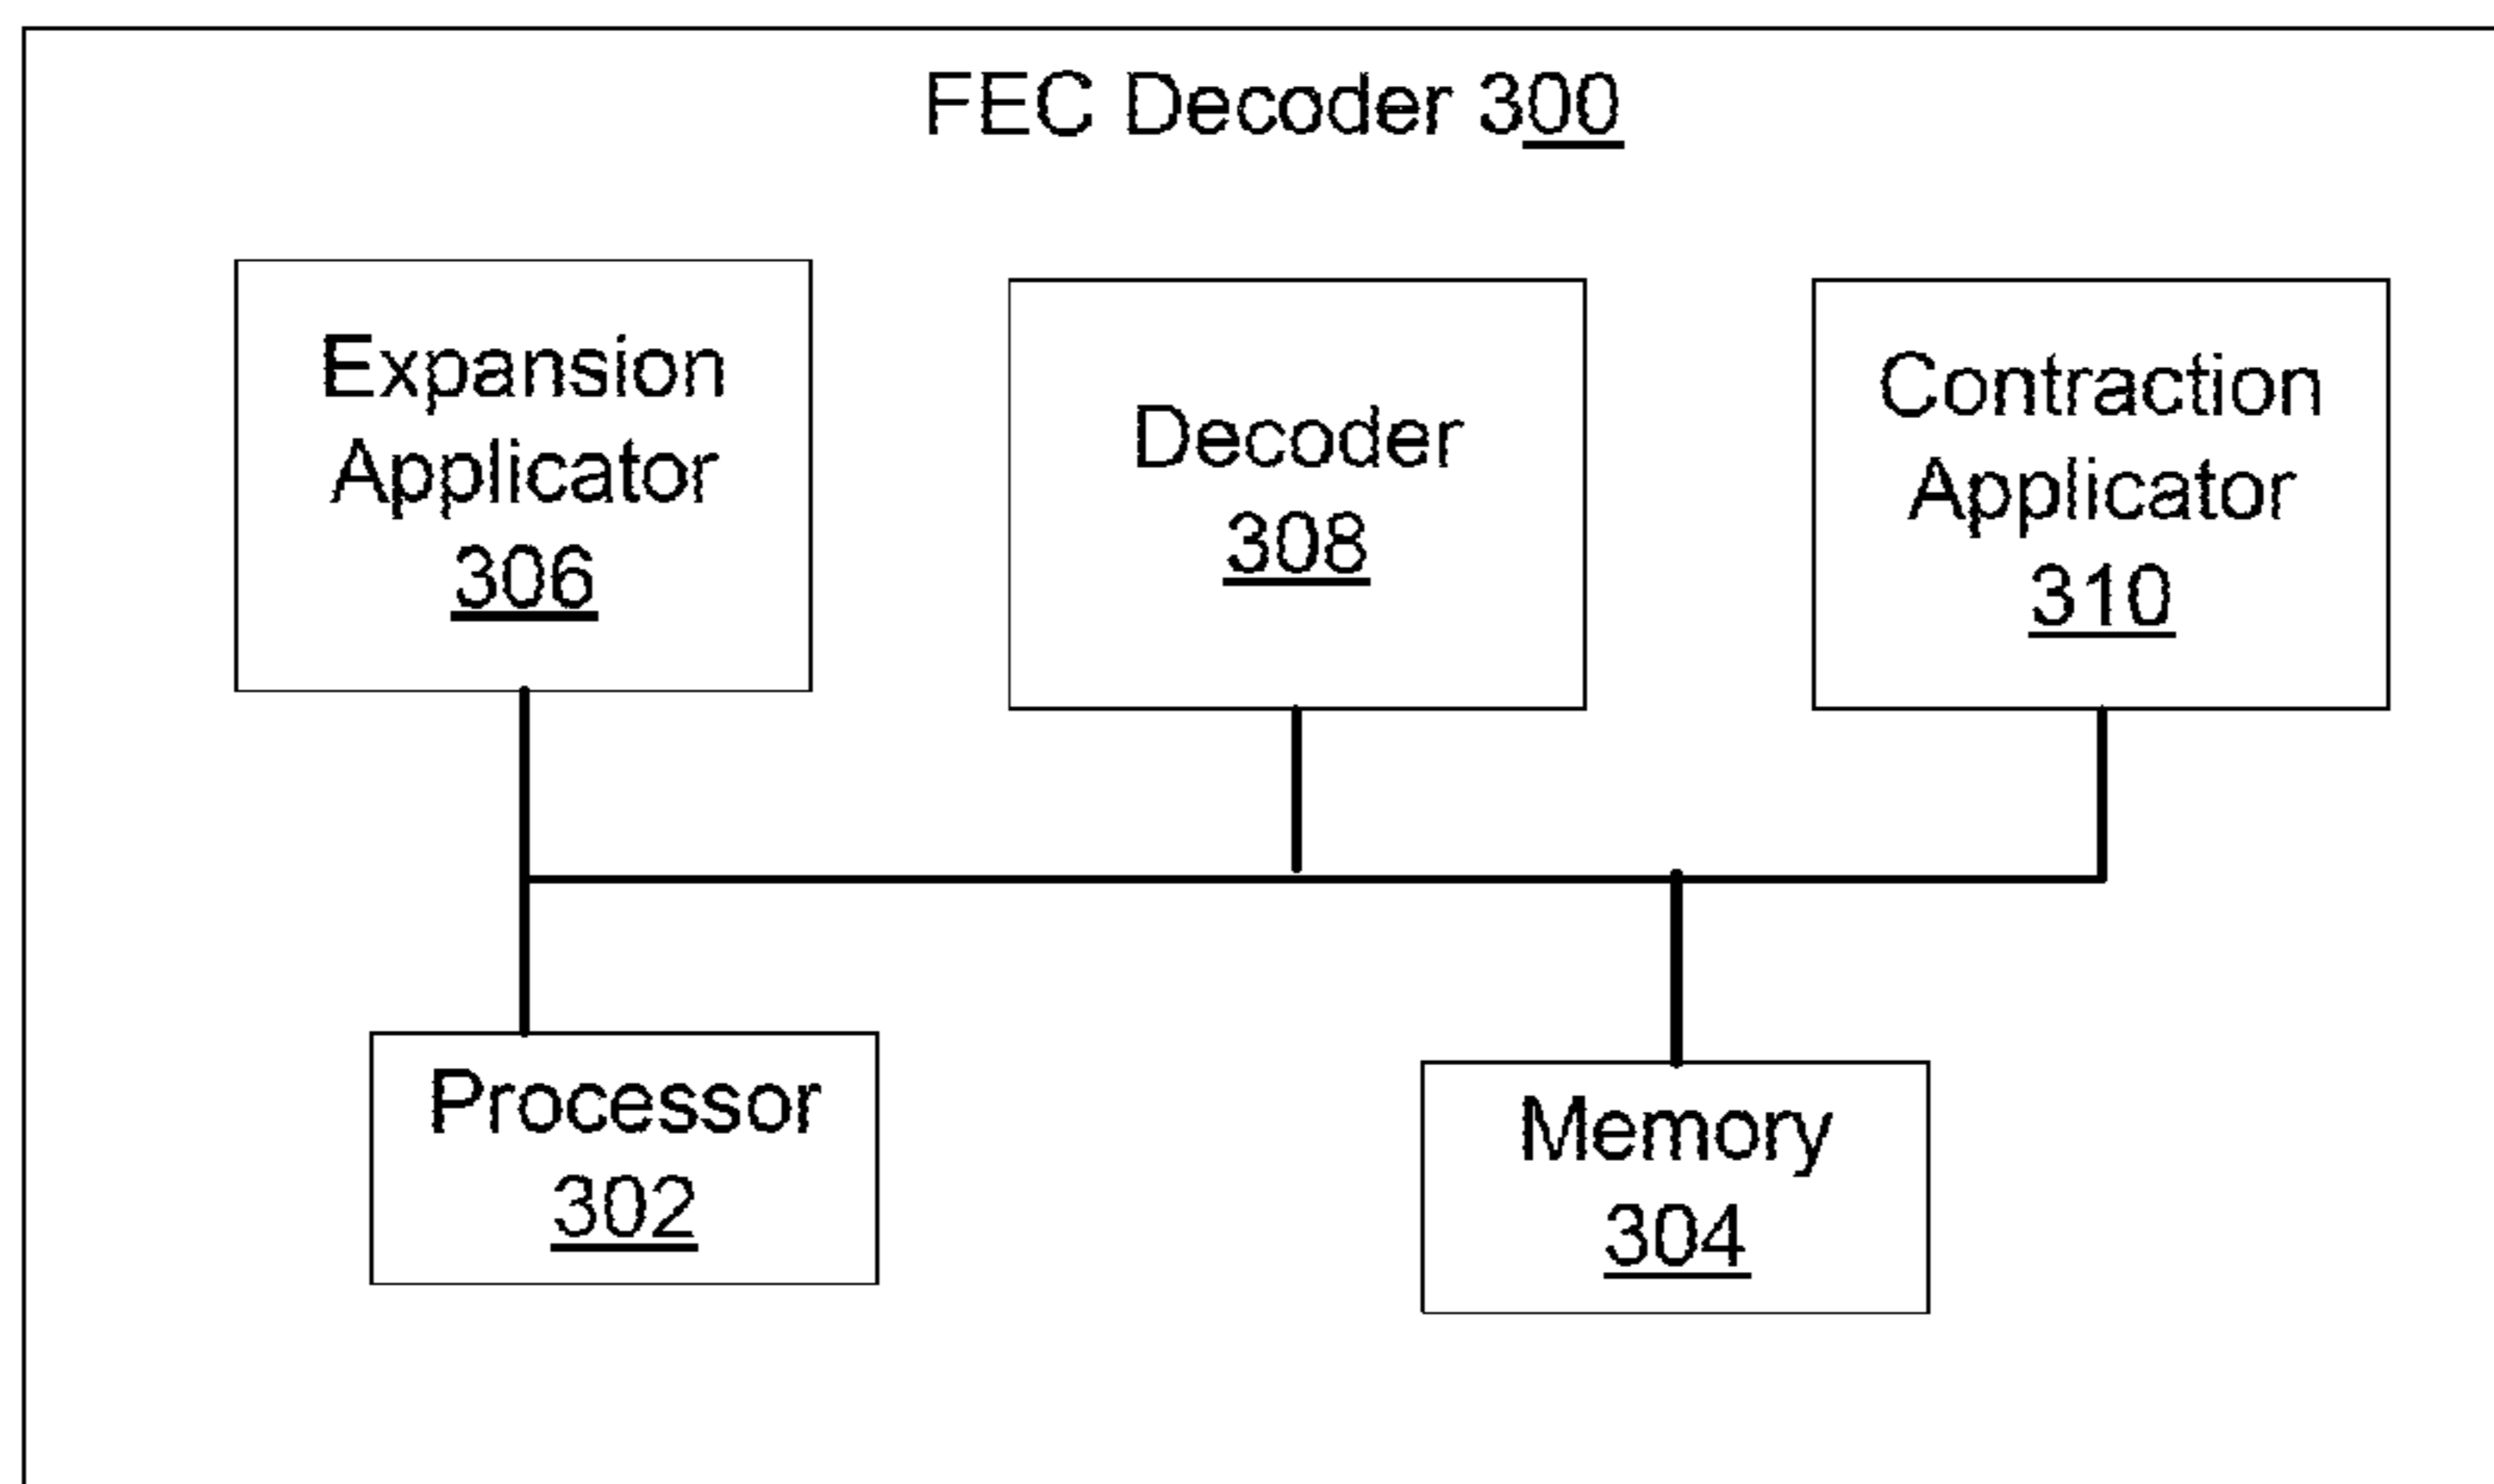 FEC Decoder 300
Expansion
Applicator
306
Decoder
308
Contraction
Applicator
310
Processor
302
Memory
304